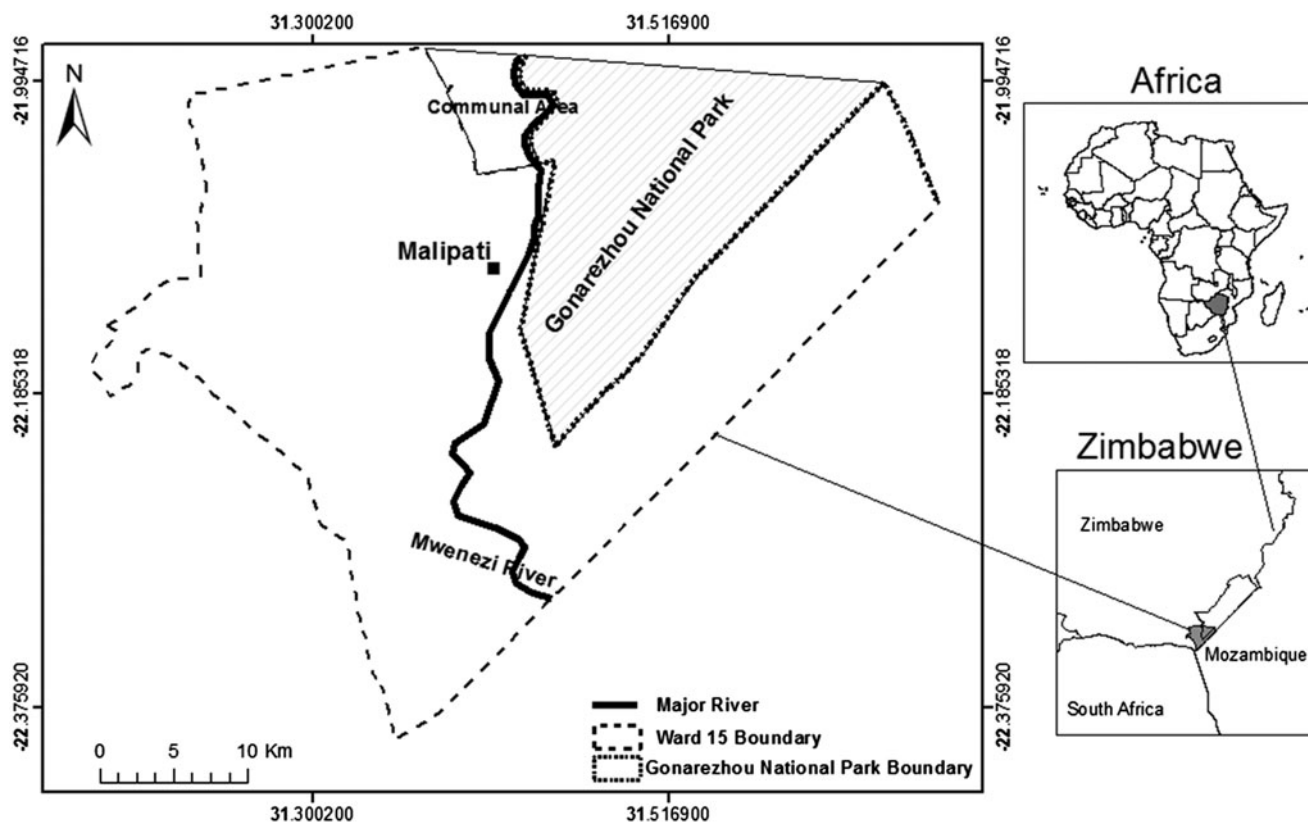 31.300200
31.516900
-21.994716
-21.994716
N
Communal Area
Gonarezhou National Park
Malipati
-22.185318
-22.185318
Mwenezi River
-22.375920
-22.375920
0 5 10 Km
Major River
Ward 15 Boundary
Gonarezhou National Park Boundary
31.300200
31.516900
Africa
Zimbabwe
Zimbabwe
Mozambique
South Africa